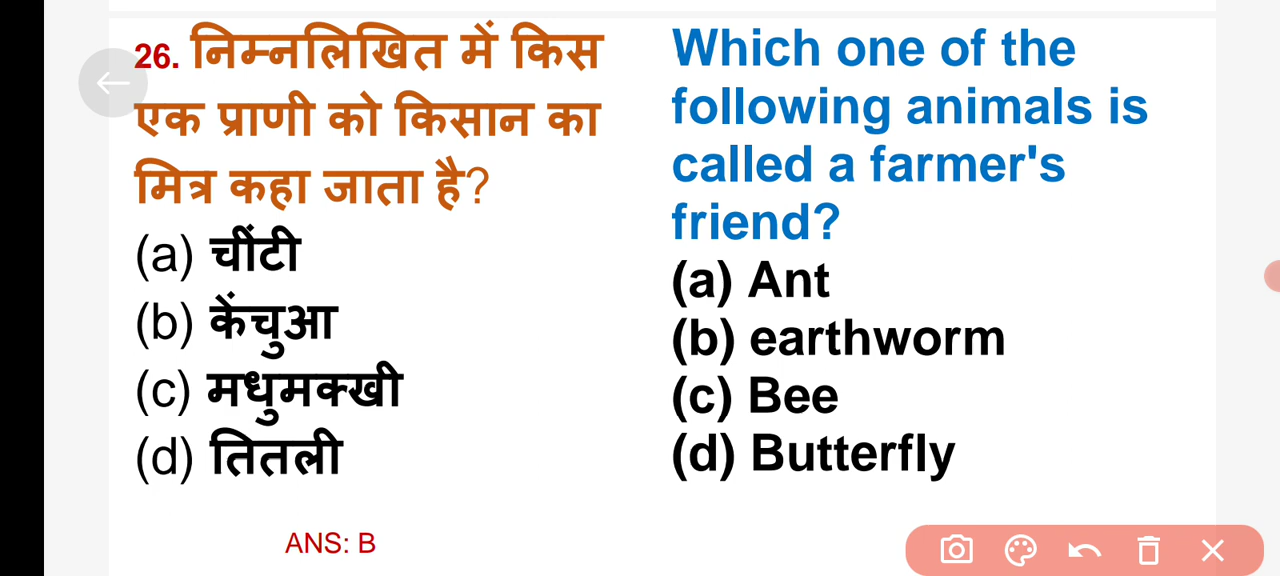 26. निम्नलिखित में किस
एक प्राणी को किसान का
मित्र कहा जाता है?
(a) चींटी
(b) केंचुआ
(c) मधुमक्खी
(d) तितली
ANS: B
Which one of the
following animals is
called a farmer's
friend?
(a) Ant
(b) earthworm
(c) Bee
(d) Butterfly